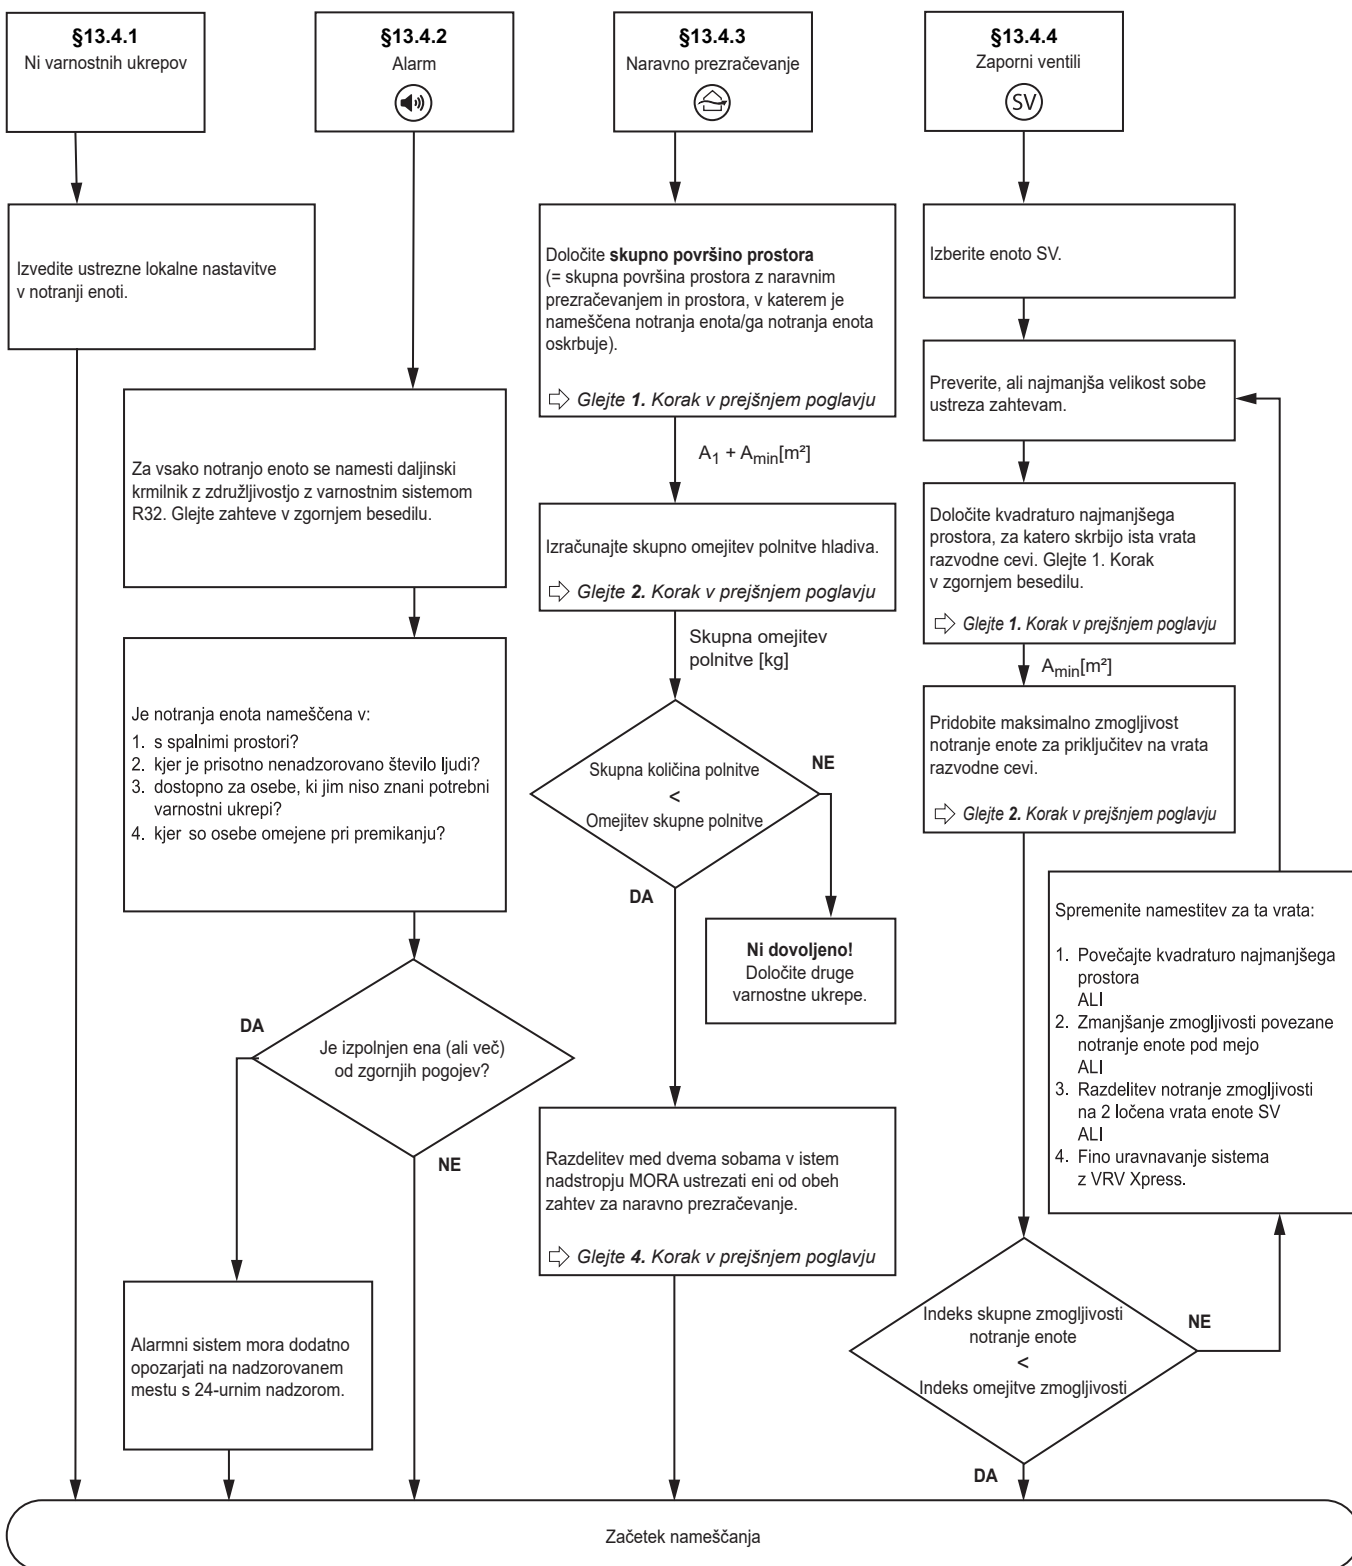 §13.4.1
Ni varnostnih ukrepov
§13.4.2
Alarm
§13.4.3
Naravno prezračevanje
§13.4.4
Zaporni ventili
SV
Izvedite ustrezne lokalne nastavitve
v notranji enoti.
Za vsako notranjo enoto se namesti daljinski
krmilnik z združljivostjo z varnostnim sistemom
R32. Glejte zahteve v zgornjem besedilu.
Je notranja enota nameščena v:
1. s spalnimi prostori?
2. kjer je prisotno nenadzorovano število ljudi?
3. dostopno za osebe, ki jim niso znani potrebni
varnostni ukrepi?
4. kjer so osebe omejene pri premikanju?
DA
Je izpolnjen ena (ali več)
od zgornjih pogojev?
NE
Alarmni sistem mora dodatno
opozarjati na nadzorovanem
mestu s 24-urnim nadzorom.
Določite skupno površino prostora
(= skupna površina prostora z naravnim
prezračevanjem in prostora, v katerem je
nameščena notranja enota/ga notranja enota
oskrbuje).
⇨ Glejte 1. Korak v prejšnjem poglavju
A1 + Amin[m²]
Izračunajte skupno omejitev polnitve hladiva.
⇨ Glejte 2. Korak v prejšnjem poglavju
Skupna omejitev
polnitve [kg]
Skupna količina polnitve
<
Omejitev skupne polnitve
NE
DA
Ni dovoljeno!
Določite druge
varnostne ukrepe.
Razdelitev med dvema sobama v istem
nadstropju MORA ustrezati eni od obeh
zahtev za naravno prezračevanje.
⇨ Glejte 4. Korak v prejšnjem poglavju
Izberite enoto SV.
Preverite, ali najmanjša velikost sobe
ustreza zahtevam.
Določite kvadraturo najmanjšega
prostora, za katero skrbijo ista vrata
razvodne cevi. Glejte 1. Korak
v zgornjem besedilu.
⇨ Glejte 1. Korak v prejšnjem poglavju
Amin[m²]
Pridobite maksimalno zmogljivost
notranje enote za priključitev na vrata
razvodne cevi.
⇨ Glejte 2. Korak v prejšnjem poglavju
Spremenite namestitev za ta vrata:
1. Povečajte kvadraturo najmanjšega
prostora
ALI
2. Zmanjšanje zmogljivosti povezane
notranje enote pod mejo
ALI
3. Razdelitev notranje zmogljivosti
na 2 ločena vrata enote SV
ALI
4. Fino uravnavanje sistema
z VRV Xpress.
Indeks skupne zmogljivosti
notranje enote
<
Indeks omejitve zmogljivosti
NE
DA
Začetek nameščanja